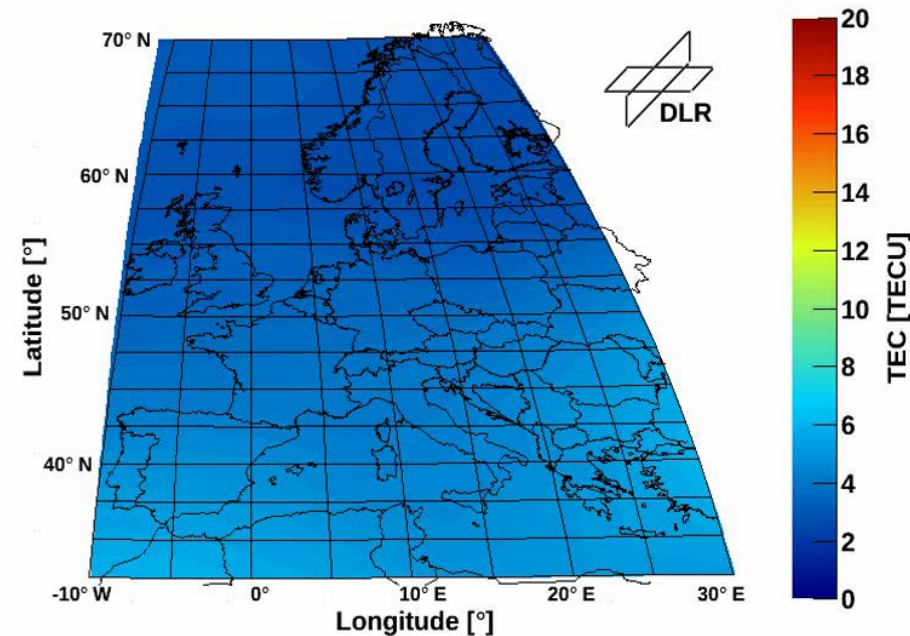 70° N
60° N
50° N
40° N
Latitude [°]
-10° W
0°
10° E
20° E
30° E
Longitude [°]
DLR
20
18
16
14
12
10
8
6
4
2
0
TEC [TECU]